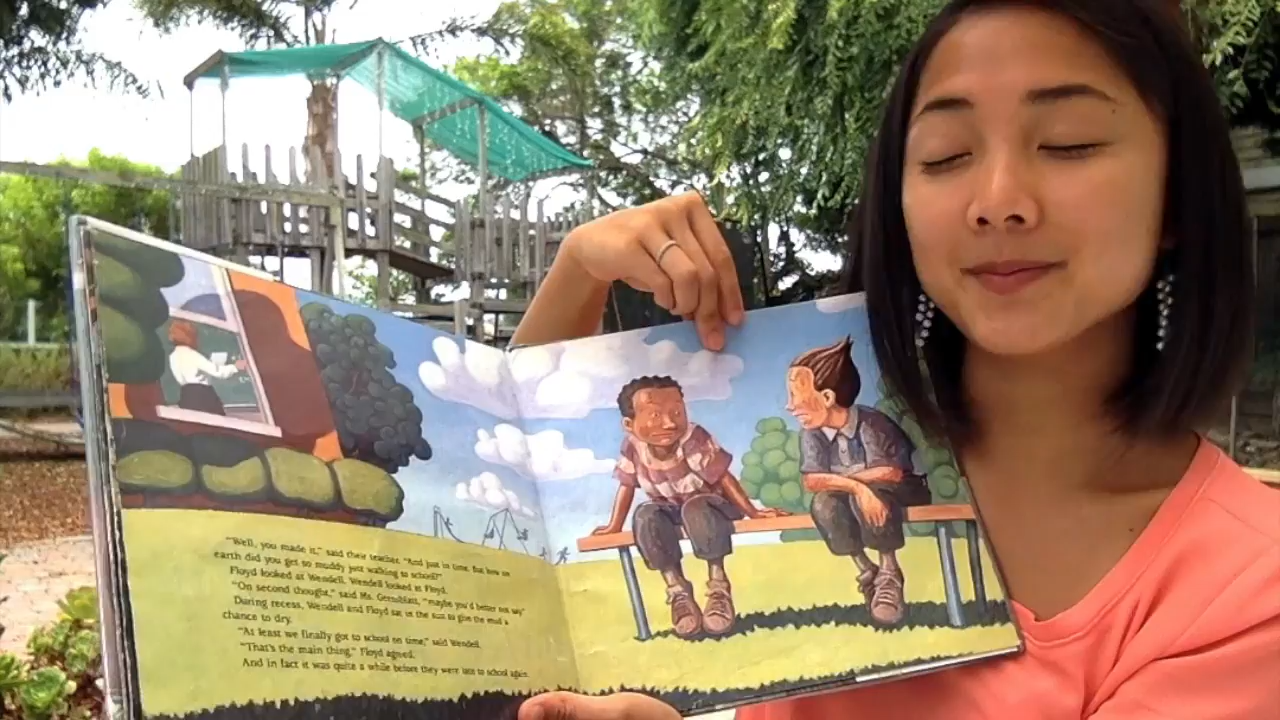 "Well, you made it," said their teacher. "And just in time. But how on
earth did you get so muddy just walking to school?"
Floyd looked at Wendell. Wendell looked at Floyd.
"On second thought," said Ms. Gernsblatt, "maybe you'd better not say."
During recess, Wendell and Floyd sat in the sun to give the mud a
chance to dry.
"At least we finally got to school on time," said Wendell.
"That's the main thing," Floyd agreed.
And in fact it was quite a while before they were late to school again.